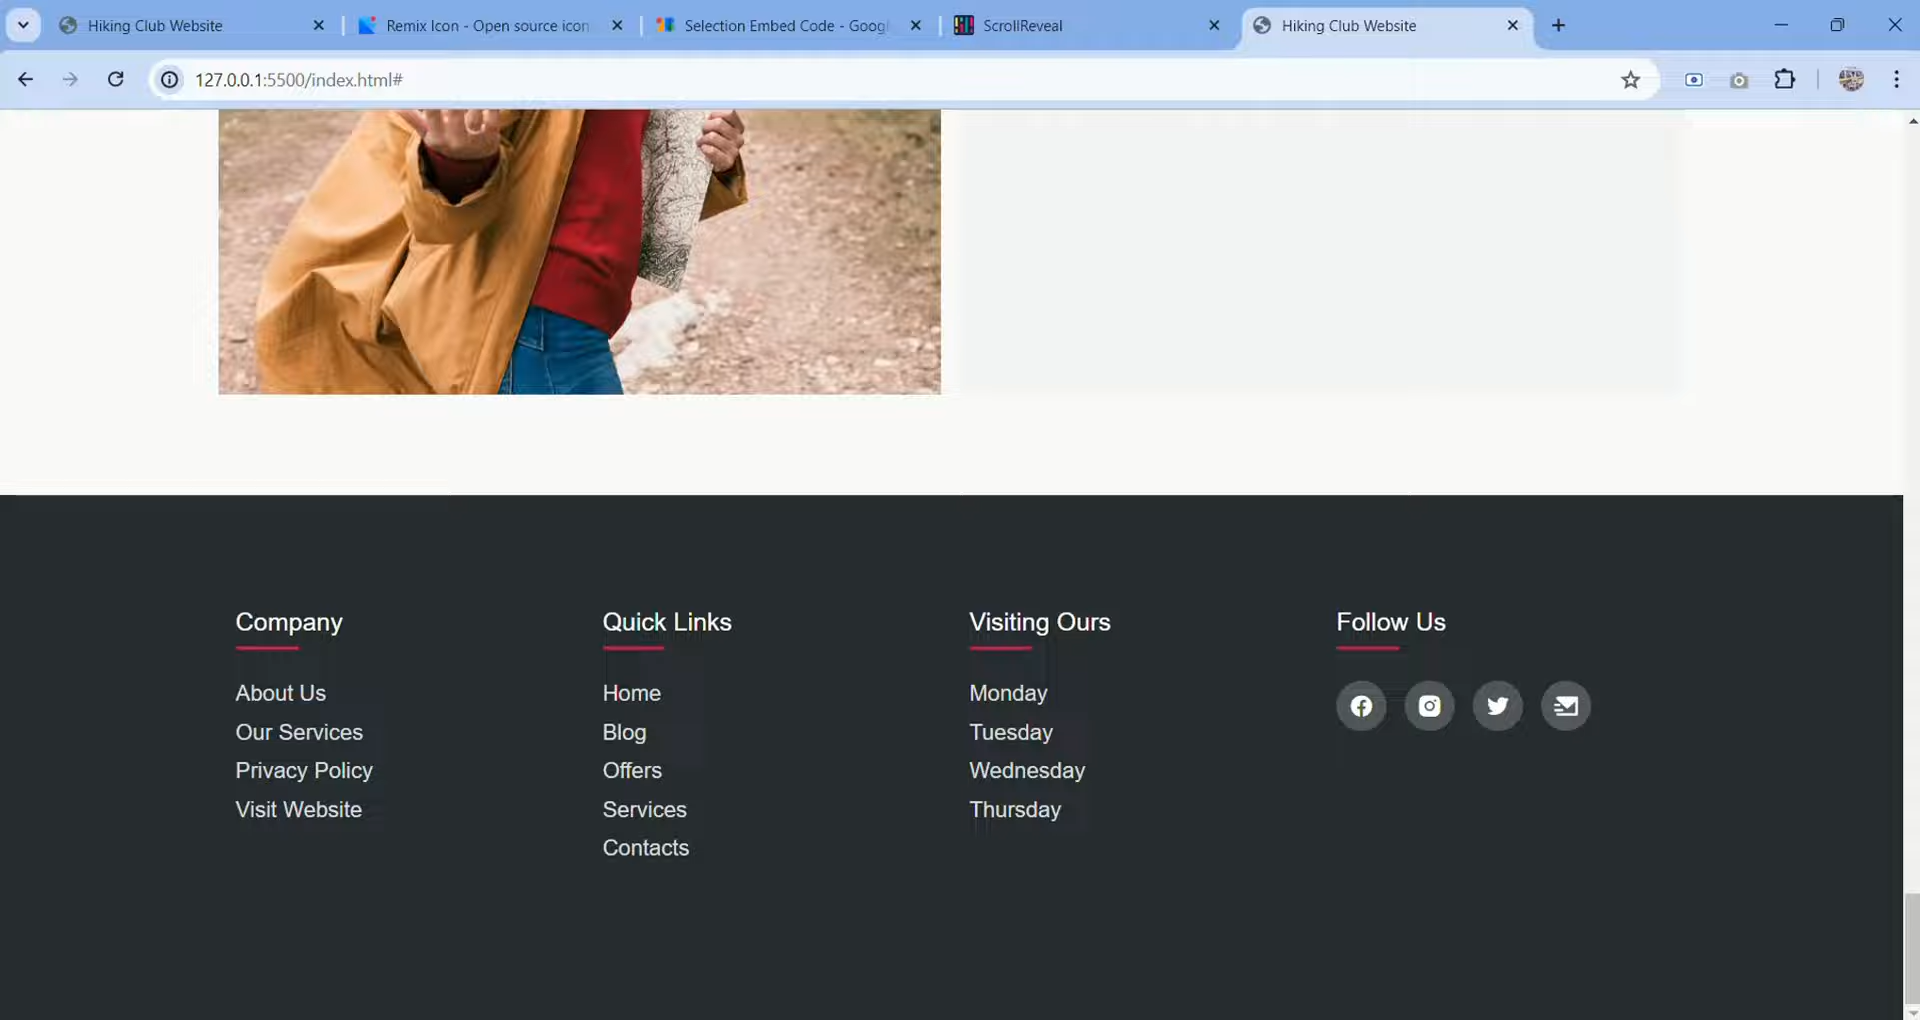 Hiking Club Website
Remix Icon - Open source icon
Selection Embed Code - Googl
ScrollReveal
Hiking Club Website
127.0.0.1:5500/index.html#
Company
About Us
Our Services
Privacy Policy
Visit Website
Quick Links
Home
Blog
Offers
Services
Contacts
Visiting Ours
Monday
Tuesday
Wednesday
Thursday
Follow Us